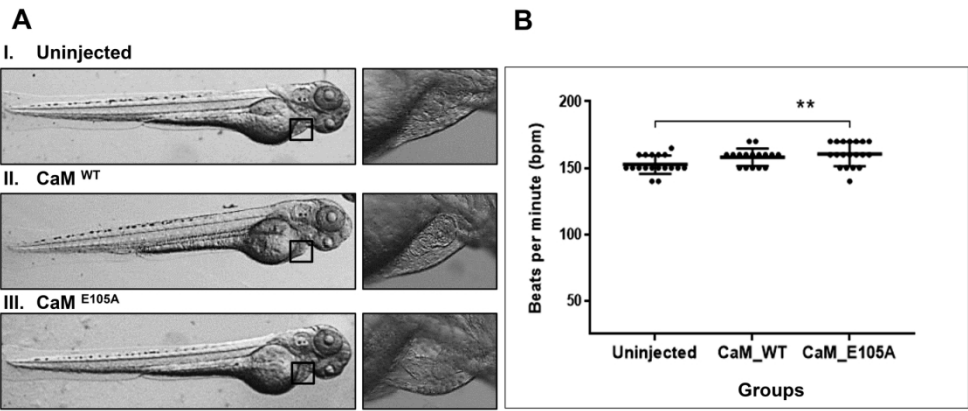 A
I. Uninjected
II. CaM WT
III. CaM E105A
B
**
200
150
100
50
Beats per minute (bpm)
Uninjected CaM_WT CaM_E105A
Groups